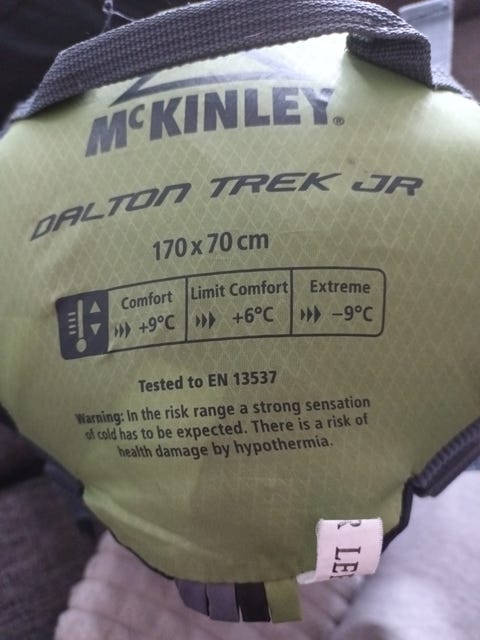 McKINLEY®
DALTON TREK JR
170 x 70 cm
Comfort Limit Comfort Extreme
+9°C +6°C −9°C
Tested to EN 13537
Warning: In the risk range a strong sensation
of cold has to be expected. There is a risk of
health damage by hypothermia.